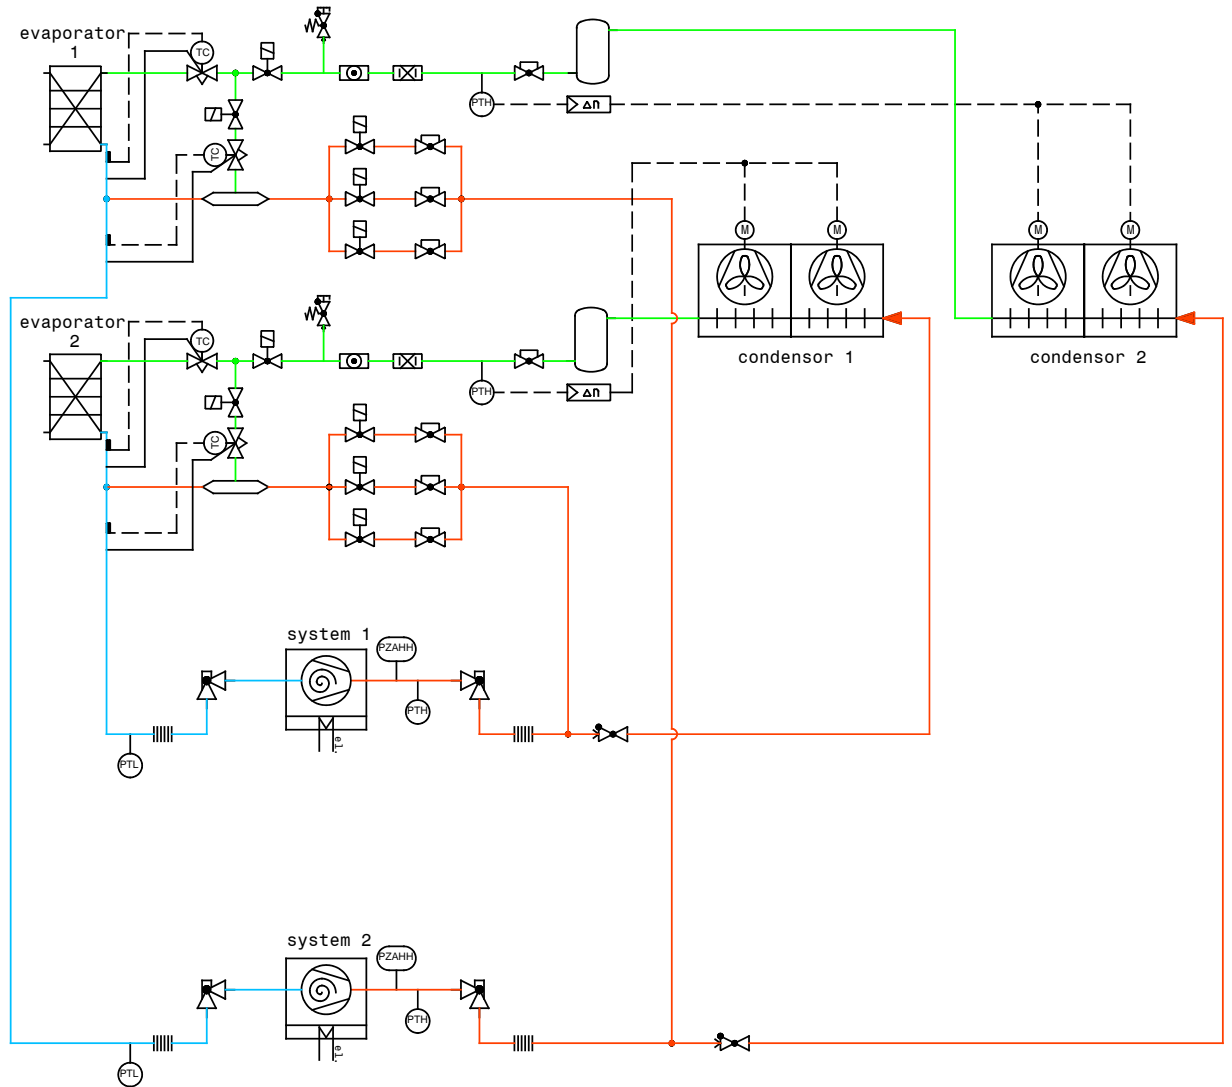 evaporator
1
TC
PTH
Δn
TC
M
M
M
M
evaporator
2
TC
condensor 1
condensor 2
PTH
Δn
TC
system 1
PZAHH
PTH
el.
PTL
system 2
PZAHH
PTH
el.
PTL